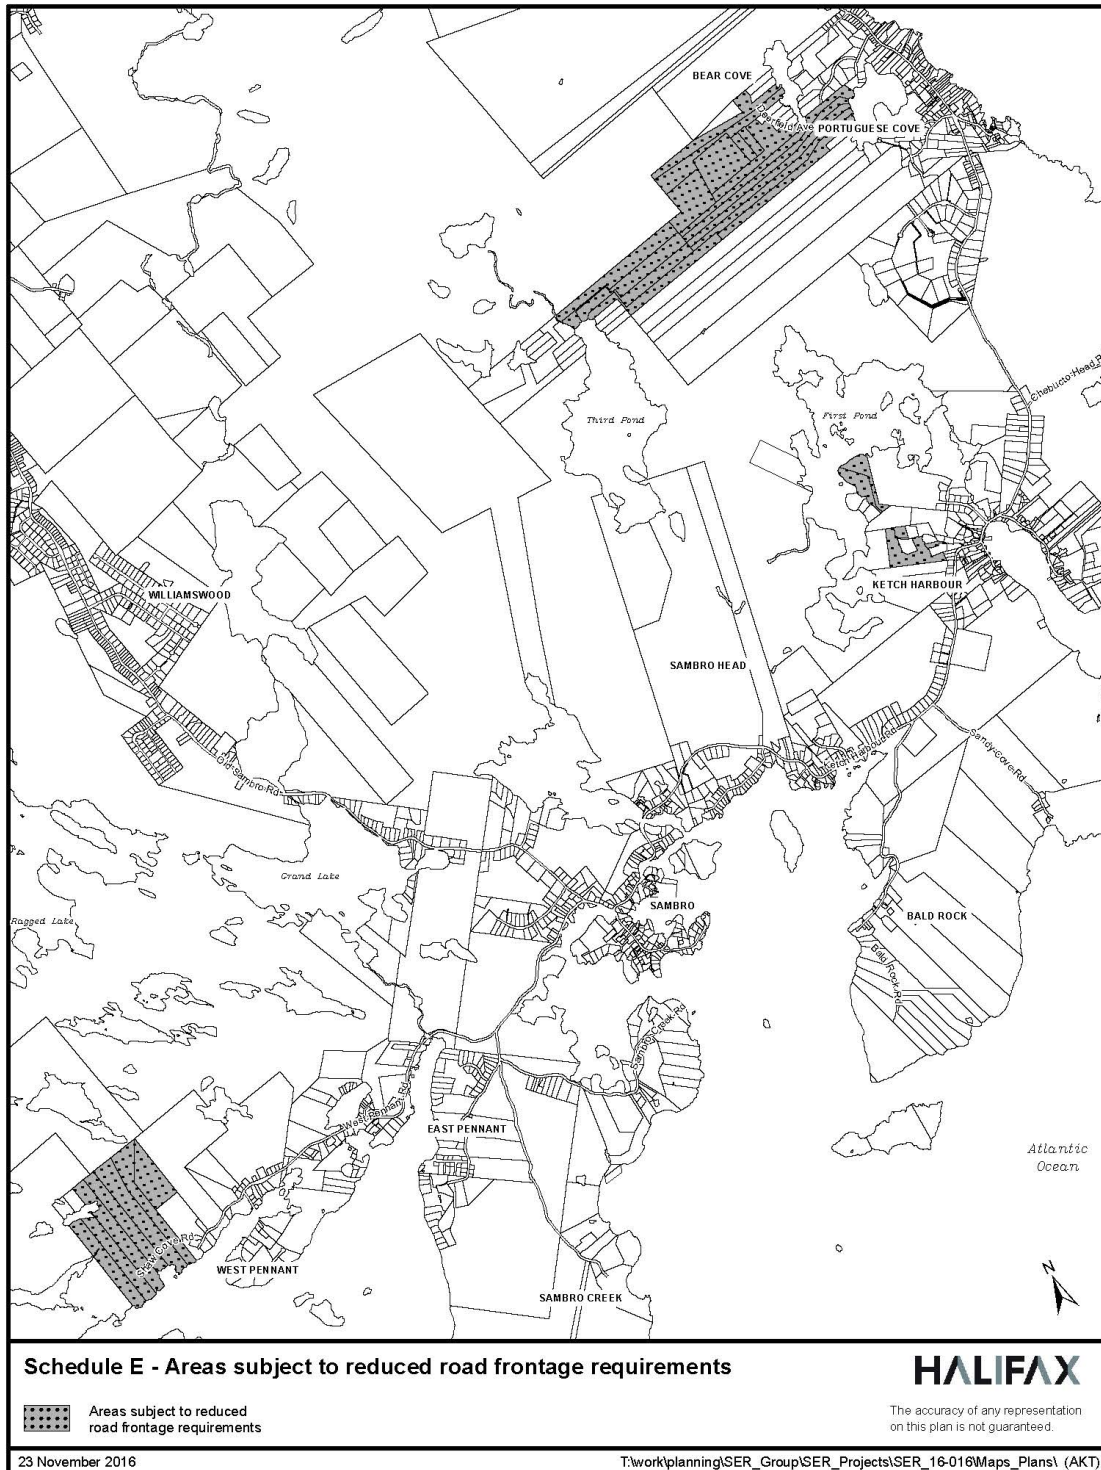 BEAR COVE
Deerfield Ave
PORTUGUESE COVE
Chebucto Head R
Third Pond
First Pond
KETCH HARBOUR
WILLIAMSWOOD
SAMBRO HEAD
Ketch Harbour Rd
Sandy Cove Rd
Old Sambro Rd
Grand Lake
Ragged Lake
SAMBRO
BALD ROCK
Bald Rock Rd
Sambro Creek Rd
West Pennant Rd
EAST PENNANT
Atlantic
Ocean
Shaw Cove Rd
WEST PENNANT
SAMBRO CREEK
N
Schedule E - Areas subject to reduced road frontage requirements
HALIFAX
Areas subject to reduced
road frontage requirements
The accuracy of any representation
on this plan is not guaranteed.
23 November 2016
T:\work\planning\SER_Group\SER_Projects\SER_16-016\Maps_Plans\ (AKT)